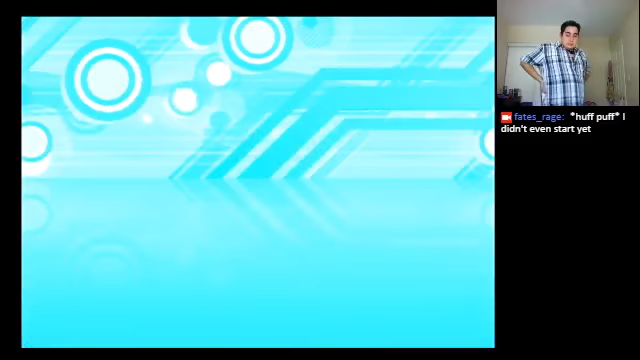 fates_rage: *huff puff* I
didn't even start yet